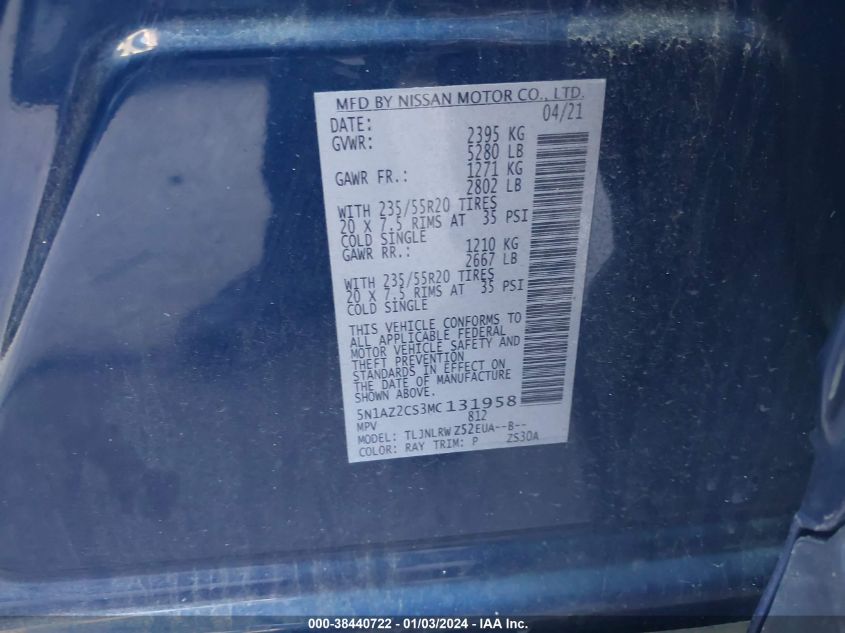 MFD BY NISSAN MOTOR CO., LTD.
DATE: 04/21
GVWR: 2395 KG
5280 LB
GAWR FR.: 1271 KG
2802 LB
WITH 235/55R20 TIRES
20 X 7.5 RIMS AT 35 PSI
COLD SINGLE
GAWR RR.: 1210 KG
2667 LB
WITH 235/55R20 TIRES
20 X 7.5 RIMS AT 35 PSI
COLD SINGLE
THIS VEHICLE CONFORMS TO
ALL APPLICABLE FEDERAL
MOTOR VEHICLE SAFETY AND
THEFT PREVENTION
STANDARDS IN EFFECT ON
THE DATE OF MANUFACTURE
SHOWN ABOVE.
5N1AZ2CS3MC131958
MPV 812
MODEL: TLJNLRW Z52EUA--B--
COLOR: RAY TRIM: P ZS30A
000-38440722 - 01/03/2024 - IAA Inc.